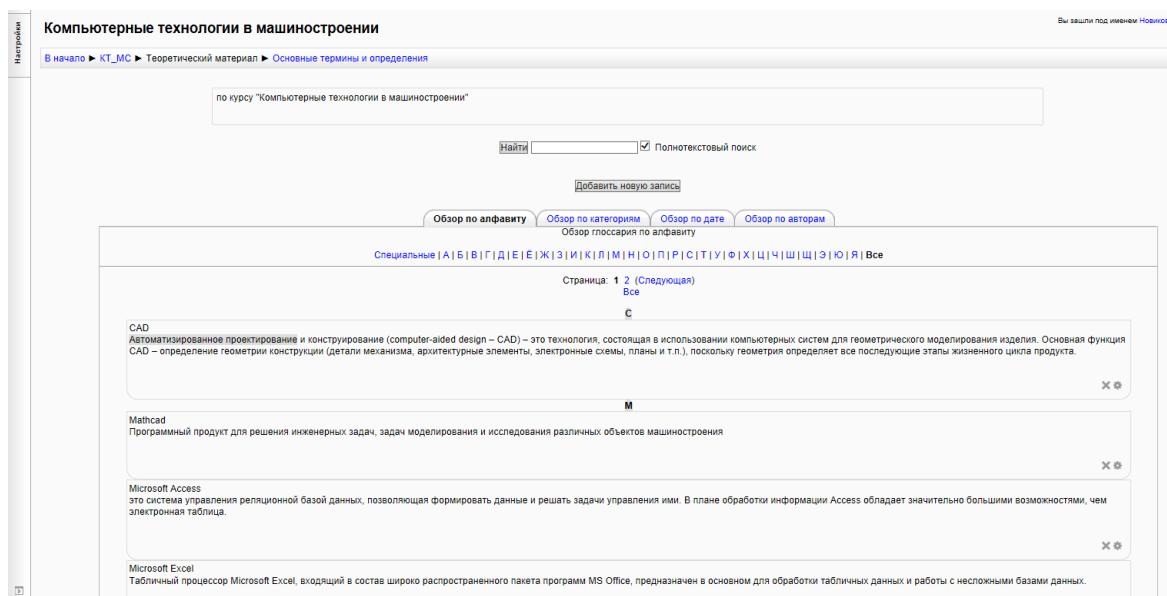 Настройки
Компьютерные технологии в машиностроении
Вы зашли под именем Новиков
В начало ► КТ_МС ► Теоретический материал ► Основные термины и определения
по курсу "Компьютерные технологии в машиностроении"
Найти Полнотекстовый поиск
Добавить новую запись
Обзор по алфавиту Обзор по категориям Обзор по дате Обзор по авторам
Обзор глоссария по алфавиту
Специальные | А | Б | В | Г | Д | Е | Ё | Ж | З | И | К | Л | М | Н | О | П | Р | С | Т | У | Ф | Х | Ц | Ч | Ш | Щ | Э | Ю | Я | Все
Страница: 1 2 (Следующая)
Все
C
CAD
Автоматизированное проектирование и конструирование (computer-aided design – CAD) – это технология, состоящая в использовании компьютерных систем для геометрического моделирования изделия. Основная функция
CAD – определение геометрии конструкции (детали механизма, архитектурные элементы, электронные схемы, планы и т.п.), поскольку геометрия определяет все последующие этапы жизненного цикла продукта.
M
Mathcad
Программный продукт для решения инженерных задач, задач моделирования и исследования различных объектов машиностроения
Microsoft Access
это система управления реляционной базой данных, позволяющая формировать данные и решать задачи управления ими. В плане обработки информации Access обладает значительно большими возможностями, чем
электронная таблица.
Microsoft Excel
Табличный процессор Microsoft Excel, входящий в состав широко распространенного пакета программ MS Office, предназначен в основном для обработки табличных данных и работы с несложными базами данных.